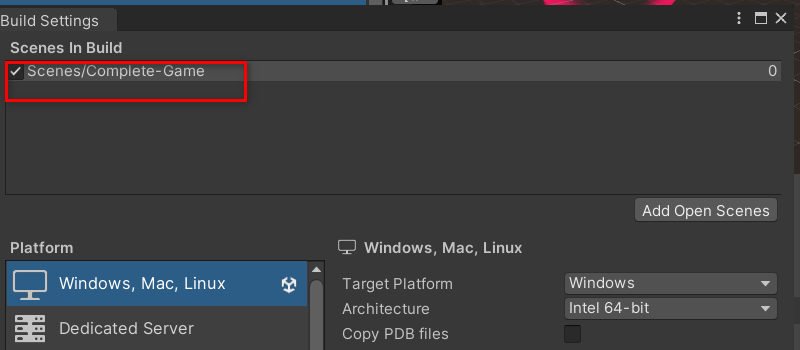 Build Settings
Scenes In Build
Scenes/Complete-Game 0
Add Open Scenes
Platform
Windows, Mac, Linux
Dedicated Server
Windows, Mac, Linux
Target Platform Windows
Architecture Intel 64-bit
Copy PDB files